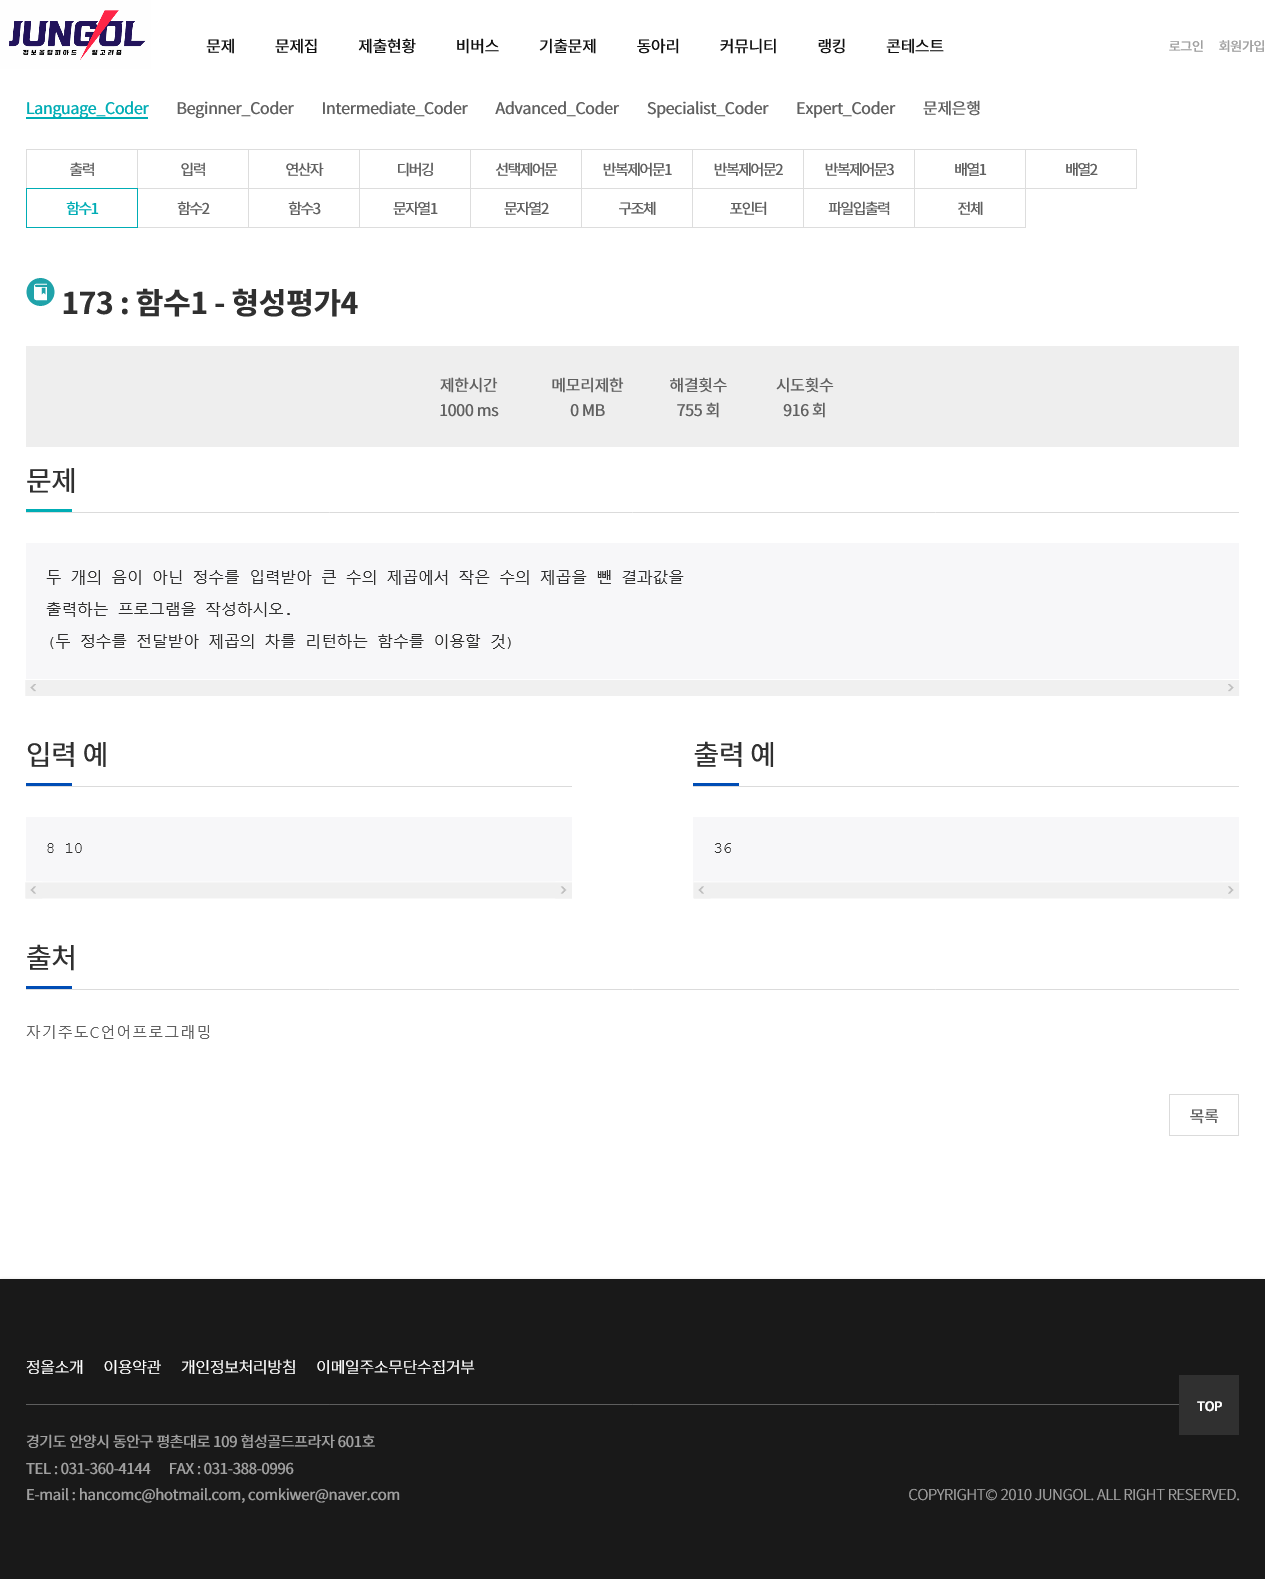 JUNGOL
정보올림피아드 알고리즘
문제 문제집 제출현황 비버스 기출문제 동아리 커뮤니티 랭킹 콘테스트 로그인 회원가입
Language_Coder Beginner_Coder Intermediate_Coder Advanced_Coder Specialist_Coder Expert_Coder 문제은행
출력 입력 연산자 디버깅 선택제어문 반복제어문1 반복제어문2 반복제어문3 배열1 배열2
함수1 함수2 함수3 문자열1 문자열2 구조체 포인터 파일입출력 전체
173 : 함수1 - 형성평가4
제한시간 메모리제한 해결횟수 시도횟수
1000 ms 0 MB 755 회 916 회
문제
두 개의 음이 아닌 정수를 입력받아 큰 수의 제곱에서 작은 수의 제곱을 뺀 결과값을
출력하는 프로그램을 작성하시오.
(두 정수를 전달받아 제곱의 차를 리턴하는 함수를 이용할 것)
입력 예 출력 예
8 10 36
출처
자기주도C언어프로그래밍
목록
정올소개 이용약관 개인정보처리방침 이메일주소무단수집거부
TOP
경기도 안양시 동안구 평촌대로 109 협성골드프라자 601호
TEL : 031-360-4144 FAX : 031-388-0996
E-mail : hancomc@hotmail.com, comkiwer@naver.com COPYRIGHT© 2010 JUNGOL. ALL RIGHT RESERVED.